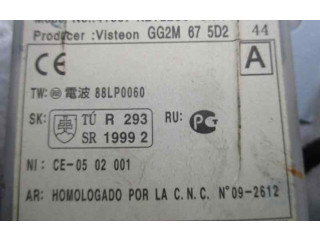 Producer :Visteon GG2M 67 5D2 44
CE A
TW: 電波 88LP0060
SK: TÚ R 293 RU: PG
SR 1999 2
NI : CE-05 02 001
AR: HOMOLOGADO POR LA C.N.C. N°09-2612